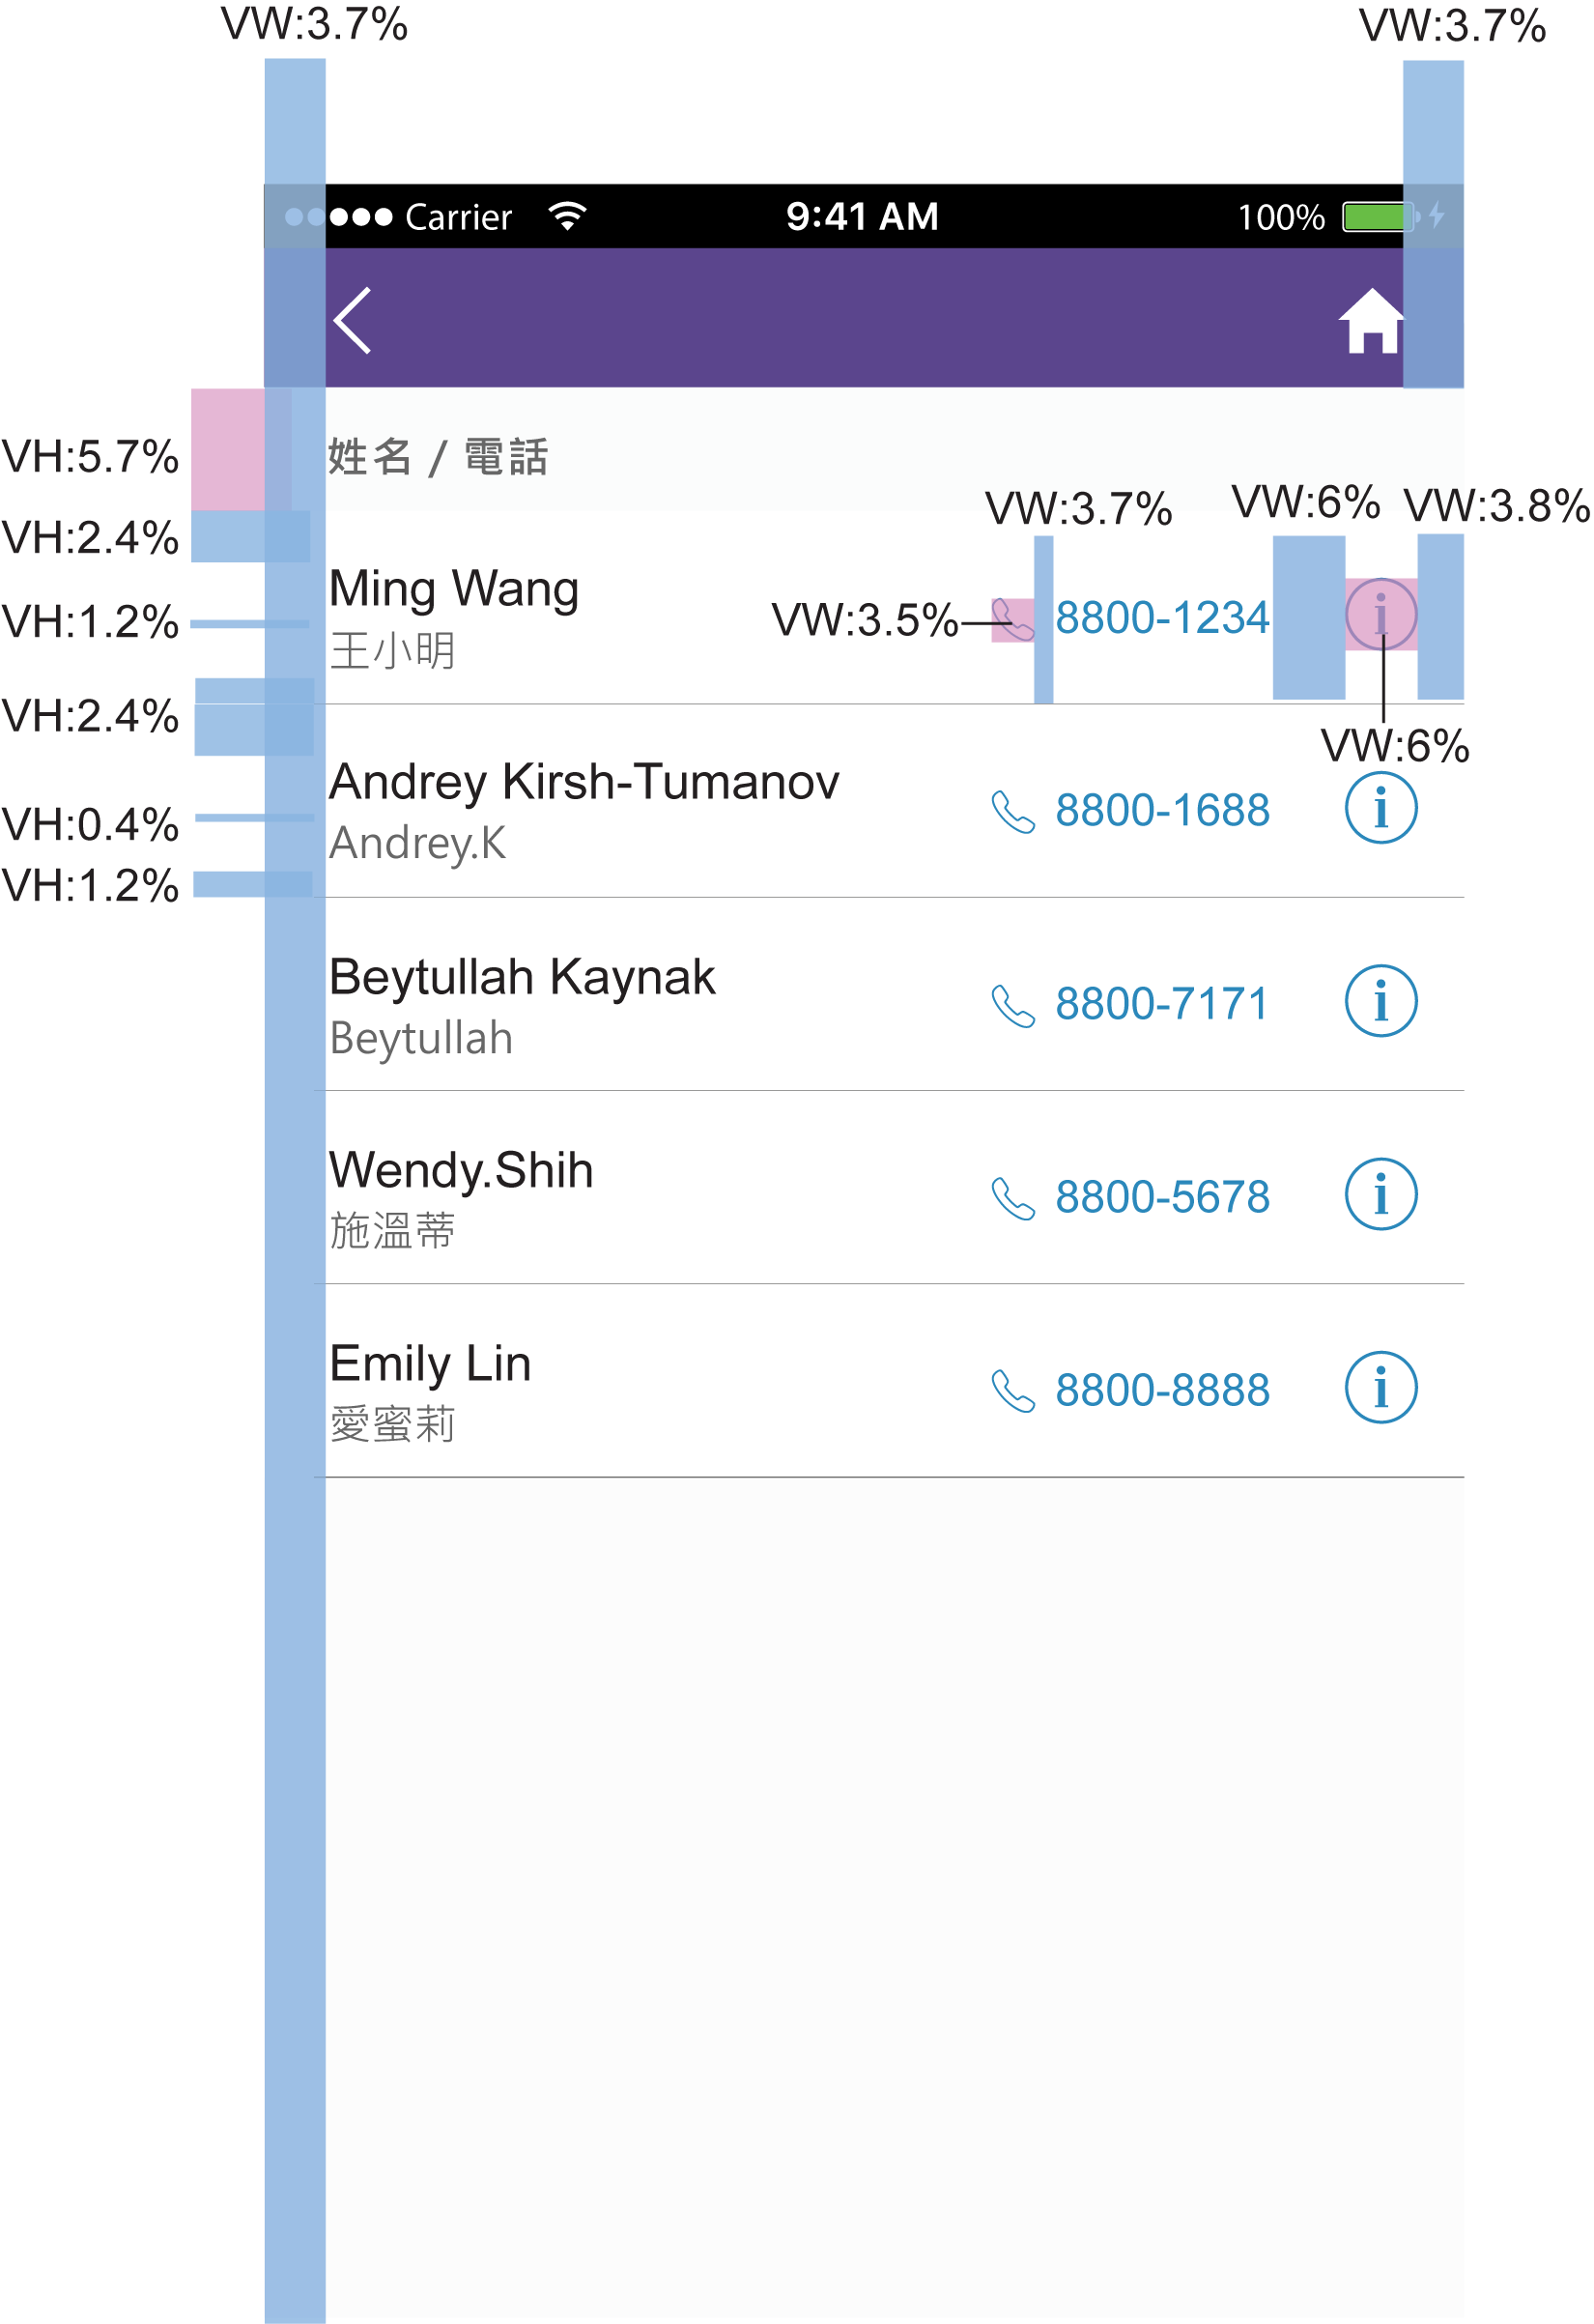 VW:3.7%
VW:3.7%
Carrier 9:41 AM 100%
VH:5.7%
姓名 / 電話
VW:3.7%
VW:6%
VW:3.8%
VH:2.4%
Ming Wang
VH:1.2%
VW:3.5%
8800-1234
i
王小明
VH:2.4%
VW:6%
Andrey Kirsh-Tumanov
8800-1688
i
VH:0.4%
Andrey.K
VH:1.2%
Beytullah Kaynak
8800-7171
i
Beytullah
Wendy.Shih
8800-5678
i
施溫蒂
Emily Lin
8800-8888
i
愛蜜莉